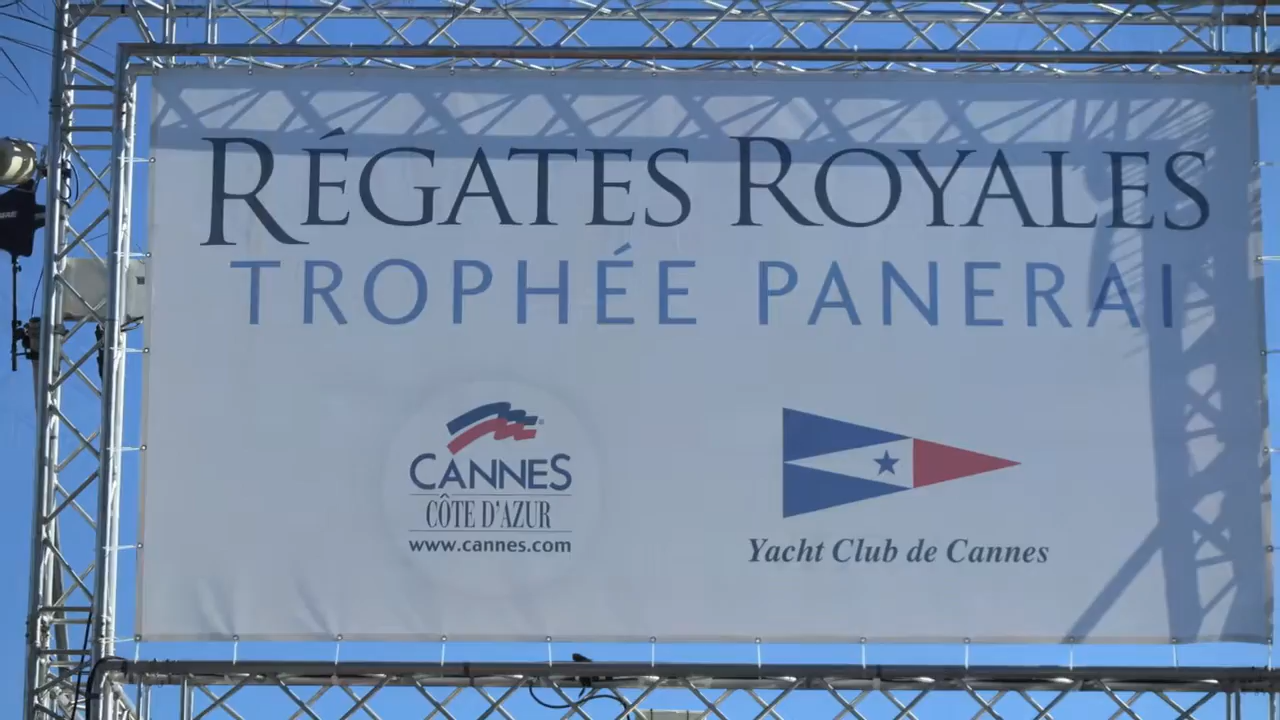 RÉGATES ROYALES
TROPHÉE PANERAI
CANNES
CÔTE D'AZUR
www.cannes.com
Yacht Club de Cannes